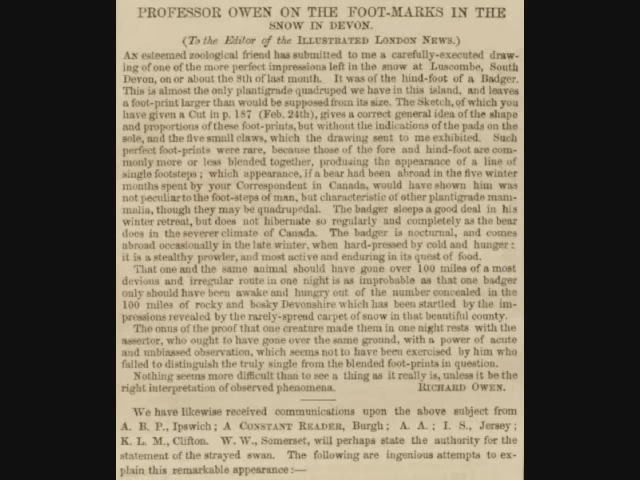 PROFESSOR OWEN ON THE FOOT-MARKS IN THE
SNOW IN DEVON.
(To the Editor of the ILLUSTRATED LONDON NEWS.)
AN esteemed zoological friend has submitted to me a carefully-executed draw-
ing of one of the more perfect impressions left in the snow at Luscombe, South
Devon, on or about the 8th of last month. It was of the hind-foot of a Badger.
This is almost the only plantigrade quadruped we have in this island, and leaves
a foot-print larger than would be supposed from its size. The Sketch, of which you
have given a Cut in p. 187 (Feb. 24th), gives a correct general idea of the shape
and proportions of these foot-prints, but without the indications of the pads on the
sole, and the five small claws, which the drawing sent to me exhibited. Such
perfect foot-prints were rare, because those of the fore and hind-foot are com-
monly more or less blended together, produing the appearance of a line of
single footsteps; which appearance, if a bear had been abroad in the five winter
months spent by your Correspondent in Canada, would have shown him was
not peculiar to the foot-steps of man, but characteristic of other plantigrade mam-
malia, though they may be quadrupedal. The badger sleeps a good deal in his
winter retreat, but does not hibernate so regularly and completely as the bear
does in the severer climate of Canada. The badger is nocturnal, and comes
abroad occasionally in the late winter, when hard-pressed by cold and hunger:
it is a stealthy prowler, and most active and enduring in its quest of food.
That one and the same animal should have gone over 100 miles of a most
devious and irregular route in one night is as improbable as that one badger
only should have been awake and hungry out of the number concealed in the
100 miles of rocky and bosky Devonshire which has been startled by the im-
pressions revealed by the rarely-spread carpet of snow in that beautiful county.
The onus of the proof that one creature made them in one night rests with the
assertor, who ought to have gone over the same ground, with a power of acute
and unbiassed observation, which seems not to have been exercised by him who
failed to distinguish the truly single from the blended foot-prints in question.
Nothing seems more difficult than to see a thing as it really is, unless it be the
right interpretation of observed phenomena. RICHARD OWEN.
We have likewise received communications upon the above subject from
A. B. P., Ipswich; A CONSTANT READER, Burgh; A. A.; I. S., Jersey;
K. L. M., Clifton. W. W., Somerset, will perhaps state the authority for the
statement of the strayed swan. The following are ingenious attempts to ex-
plain this remarkable appearance:—